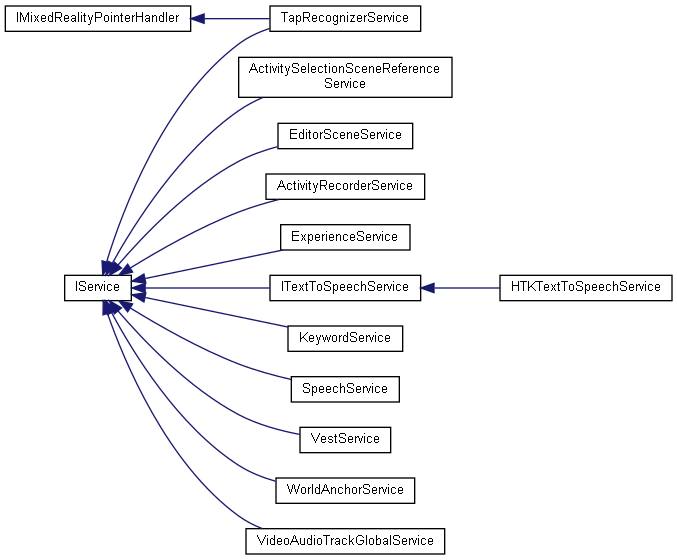 IMixedRealityPointerHandler
TapRecognizerService
ActivitySelectionSceneReference
Service
EditorSceneService
ActivityRecorderService
ExperienceService
IService
ITextToSpeechService
HTKTextToSpeechService
KeywordService
SpeechService
VestService
WorldAnchorService
VideoAudioTrackGlobalService